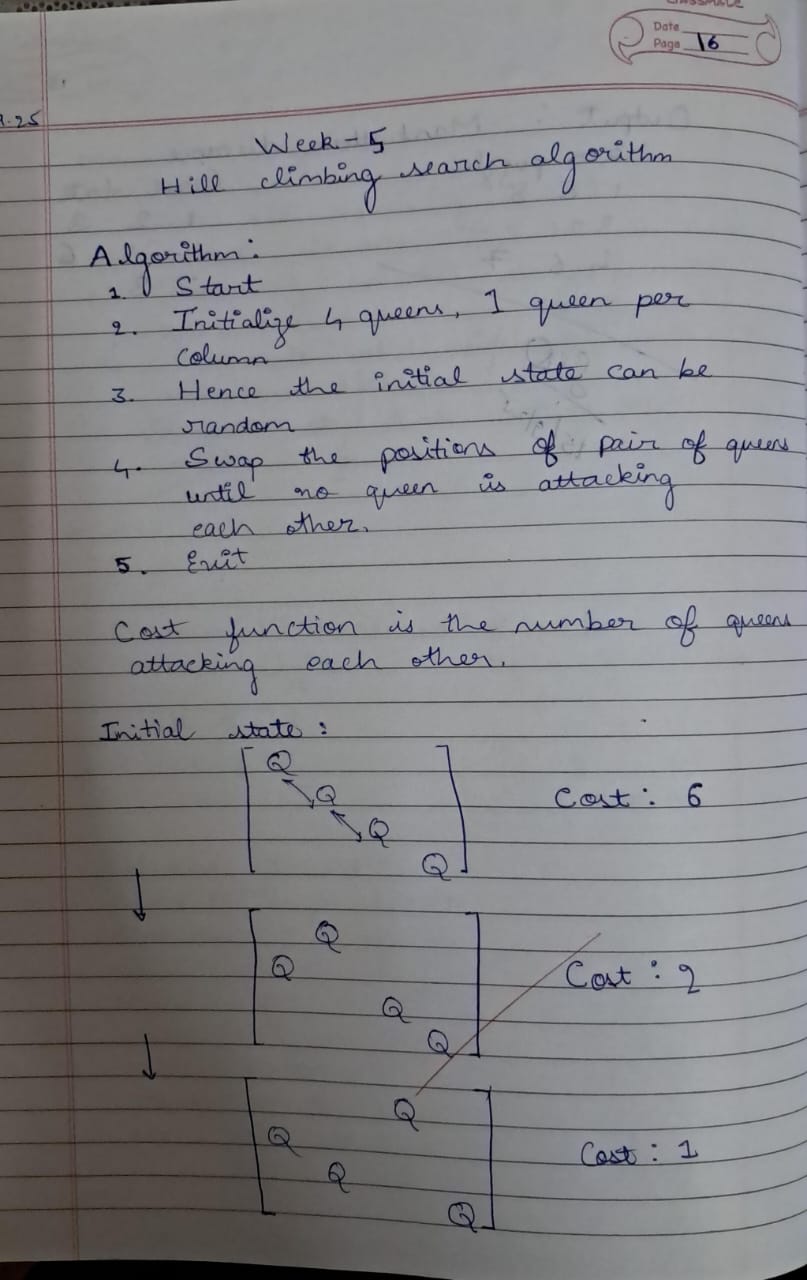 classmate
Date
Page 16
9.25
Week-5
Hill climbing search algorithm
Algorithm:
1. Start
2. Initialize 4 queens, 1 queen per
column
3. Hence the initial state can be
random
4. Swap the positions of pair of queens
until no queen is attacking
each other.
5. Exit
Cost function is the number of queens
attacking each other.
Initial state:
Q
Q
Cost: 6
Q
Q
Q
Q
Cost: 2
Q
Q
Q
Q
Cost: 1
Q
Q